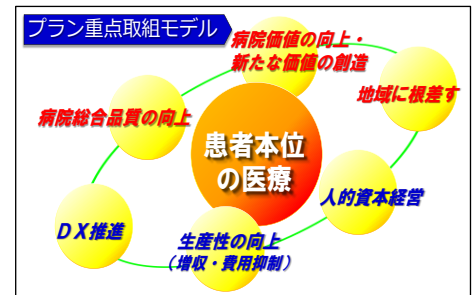 プラン重点取組モデル
病院価値の向上・
新たな価値の創造
地域に根差す
病院総合品質の向上
患者本位
の医療
人的資本経営
ＤＸ推進
生産性の向上
（増収・費用抑制）